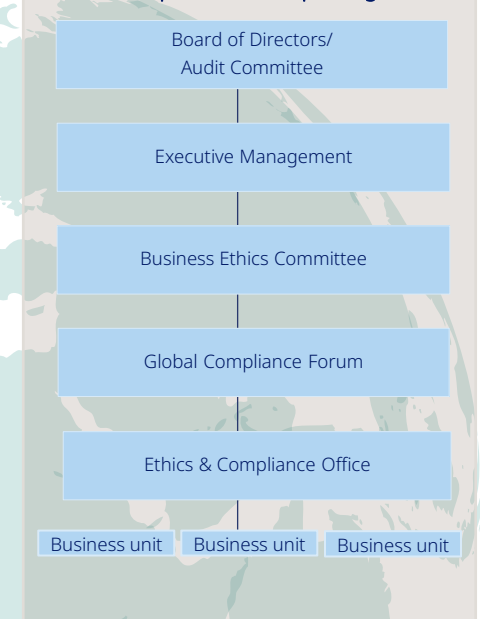 Board of Directors/
Audit Committee
Executive Management
Business Ethics Committee
Global Compliance Forum
Ethics & Compliance Office
Business unit Business unit Business unit